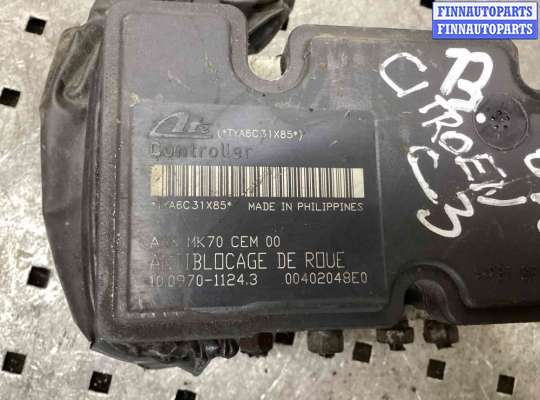 FINNAUTOPARTS
FINNAUTOPARTS
Ate (*TYA6C31X85*)
Controller
*TYA6C31X85* MADE IN PHILIPPINES
MK70 CEM 00
ANTIBLOCAGE DE ROUE
10.0970-1124.3 00402048E0
CITROEN
C3